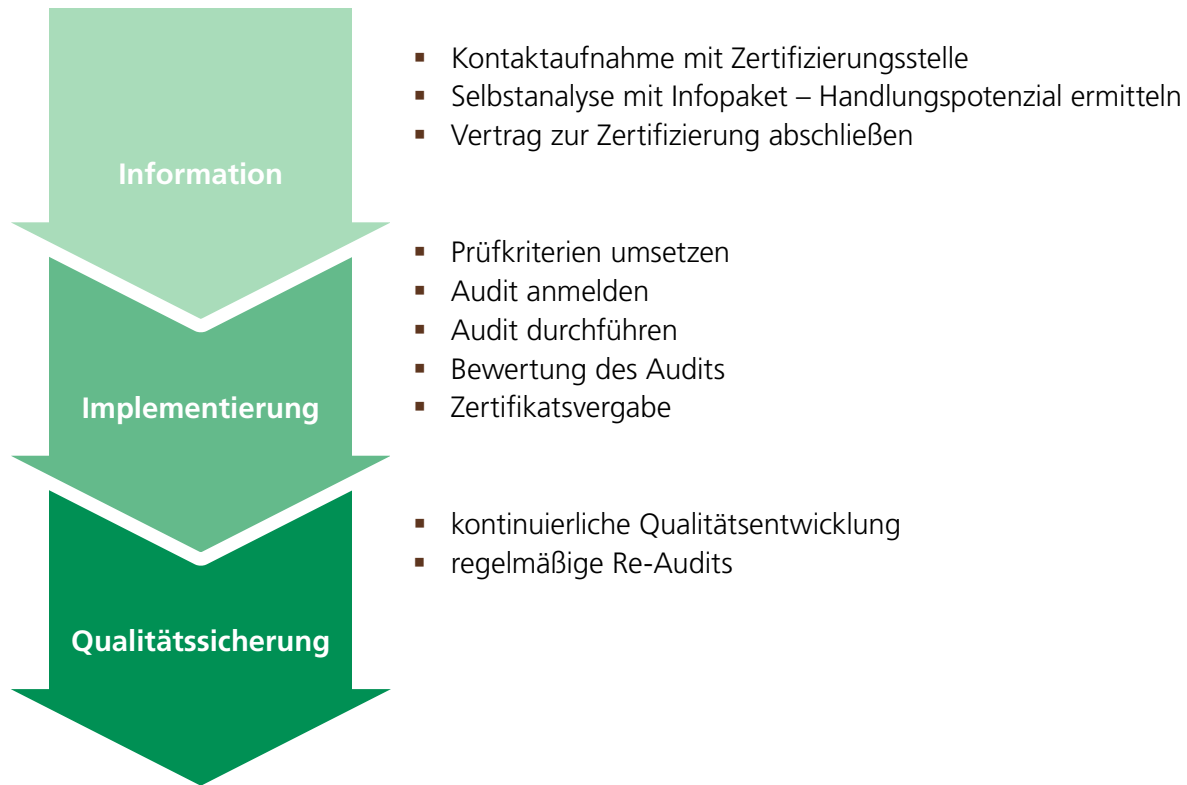 Information
Kontaktaufnahme mit Zertifizierungsstelle
Selbstanalyse mit Infopaket – Handlungspotenzial ermitteln
Vertrag zur Zertifizierung abschließen
Implementierung
Prüfkriterien umsetzen
Audit anmelden
Audit durchführen
Bewertung des Audits
Zertifikatsvergabe
Qualitätssicherung
kontinuierliche Qualitätsentwicklung
regelmäßige Re-Audits